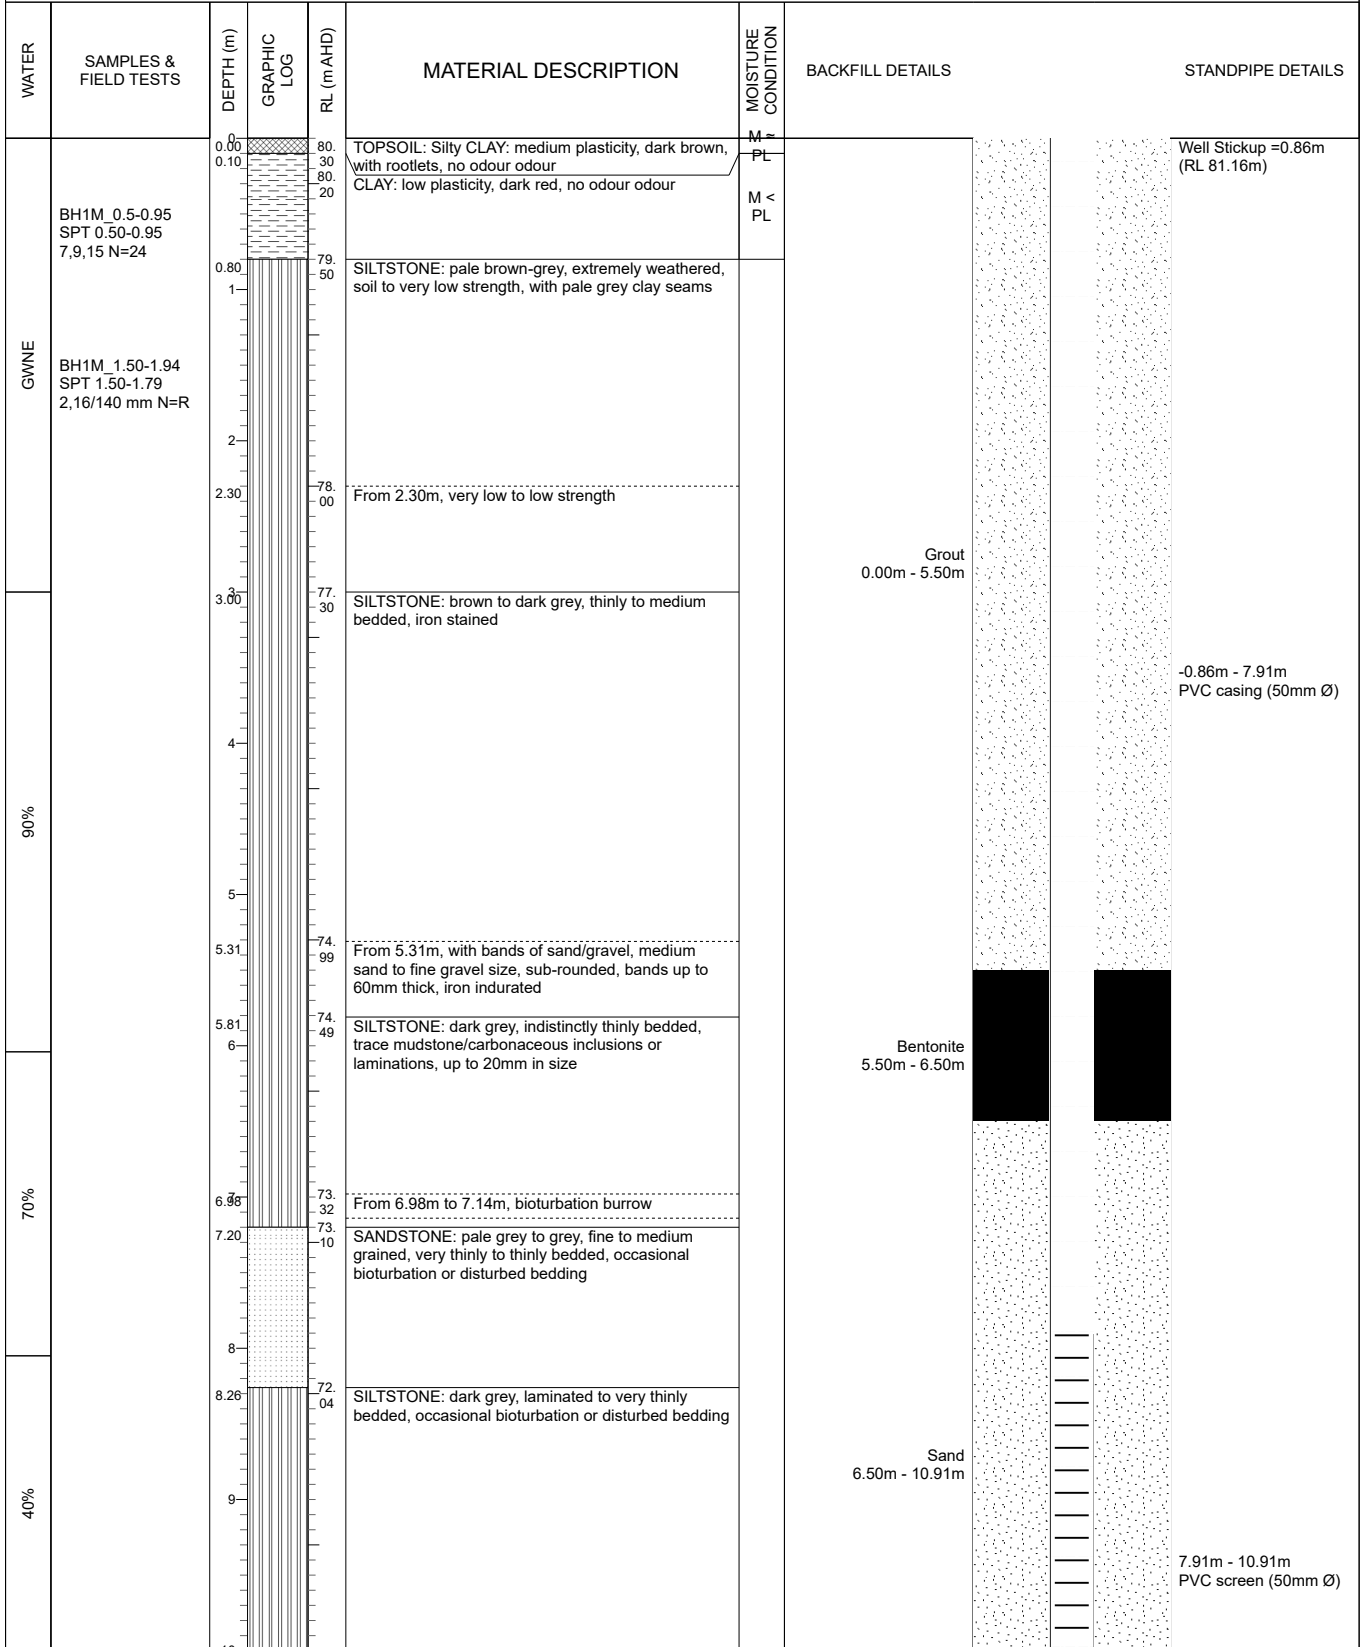 WATER
SAMPLES &
FIELD TESTS
DEPTH (m)
GRAPHIC
LOG
RL (m AHD)
MATERIAL DESCRIPTION
MOISTURE
CONDITION
BACKFILL DETAILS
STANDPIPE DETAILS
0
0.00
80.
30
TOPSOIL: Silty CLAY: medium plasticity, dark brown,
with rootlets, no odour odour
M ≈
PL
Well Stickup =0.86m
(RL 81.16m)
0.10
80.
20
CLAY: low plasticity, dark red, no odour odour
M <
PL
BH1M_0.5-0.95
SPT 0.50-0.95
7,9,15 N=24
0.80
79.
50
SILTSTONE: pale brown-grey, extremely weathered,
soil to very low strength, with pale grey clay seams
1
GWNE
BH1M_1.50-1.94
SPT 1.50-1.79
2,16/140 mm N=R
2
2.30
78.
00
From 2.30m, very low to low strength
Grout
0.00m - 5.50m
3
3.00
77.
30
SILTSTONE: brown to dark grey, thinly to medium
bedded, iron stained
-0.86m - 7.91m
PVC casing (50mm Ø)
4
90%
5
5.31
74.
99
From 5.31m, with bands of sand/gravel, medium
sand to fine gravel size, sub-rounded, bands up to
60mm thick, iron indurated
5.81
74.
49
SILTSTONE: dark grey, indistinctly thinly bedded,
trace mudstone/carbonaceous inclusions or
laminations, up to 20mm in size
6
Bentonite
5.50m - 6.50m
70%
7
6.98
73.
32
From 6.98m to 7.14m, bioturbation burrow
7.20
73.
10
SANDSTONE: pale grey to grey, fine to medium
grained, very thinly to thinly bedded, occasional
bioturbation or disturbed bedding
8
8.26
72.
04
SILTSTONE: dark grey, laminated to very thinly
bedded, occasional bioturbation or disturbed bedding
Sand
6.50m - 10.91m
9
40%
7.91m - 10.91m
PVC screen (50mm Ø)